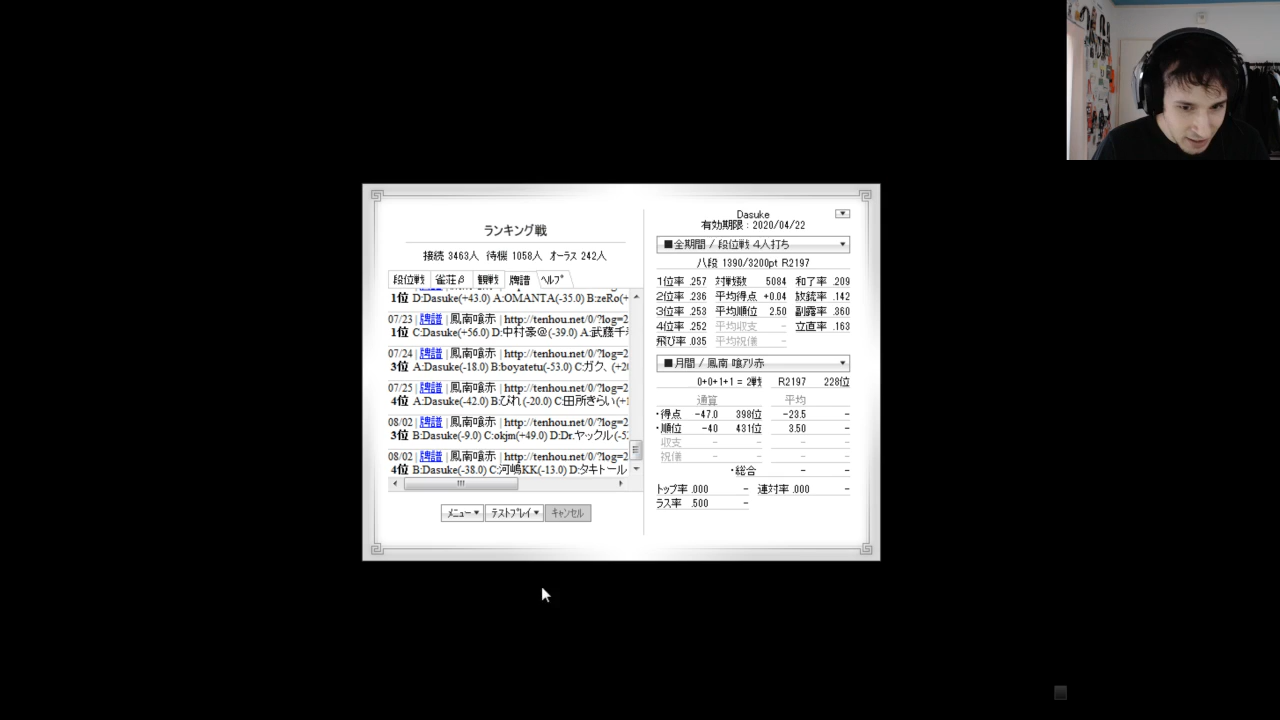 ランキング戦
接続 3463人 待機 1058人 オーラス 242人
段位戦 雀荘β 観戦 牌譜 ヘルプ
1位 D:Dasuke(+43.0) A:OMANTA(-35.0) B:zeRo(+
07/23 | 牌譜 | 鳳南喰赤 | http://tenhou.net/0/?log=2
1位 C:Dasuke(+56.0) D:中村豪@(-39.0) A:武藤千
07/24 | 牌譜 | 鳳南喰赤 | http://tenhou.net/0/?log=2
3位 A:Dasuke(-18.0) B:boyatetu(-53.0) C:ガク、(+2
07/25 | 牌譜 | 鳳南喰赤 | http://tenhou.net/0/?log=2
4位 A:Dasuke(-42.0) B:ぴれ(-20.0) C:田所きらい(+
08/02 | 牌譜 | 鳳南喰赤 | http://tenhou.net/0/?log=2
3位 B:Dasuke(-9.0) C:okjm(+49.0) D:Dr.ヤックル(-5
08/02 | 牌譜 | 鳳南喰赤 | http://tenhou.net/0/?log=2
4位 B:Dasuke(-38.0) C:河嶋KK(-13.0) D:タキトール
メニュー テストプレイ キャンセル
Dasuke
有効期限 : 2020/04/22
■全期間 / 段位戦 4人打ち
八段 1390/3200pt R2197
1位率 .257 対戦数 5084 和了率 .209
2位率 .236 平均得点 +0.04 放銃率 .142
3位率 .253 平均順位 2.50 副露率 .360
4位率 .252 平均収支 - 立直率 .163
飛び率 .035 平均祝儀 -
■月間 / 鳳南 喰アリ赤
0+0+1+1 = 2戦 R2197 228位
通算 平均
・得点 -47.0 398位 -23.5 -
・順位 -40 431位 3.50 -
収支 - - - -
祝儀 - - - -
・総合 - -
トップ率 .000 - 連対率 .000 -
ラス率 .500 -